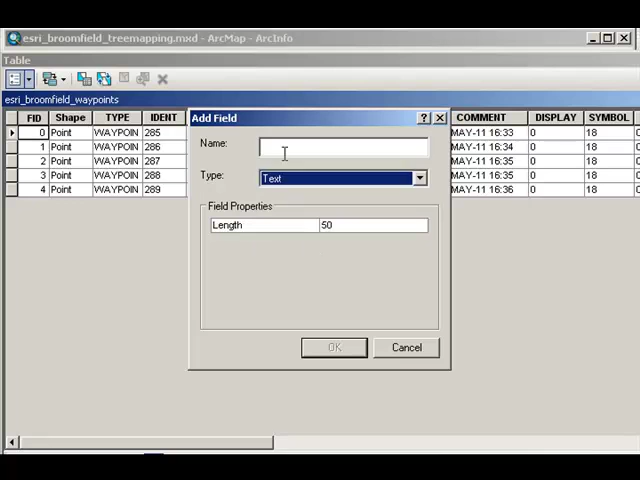 esri_broomfield_treemapping.mxd - ArcMap - ArcInfo
Table
esri_broomfield_waypoints
FID Shape TYPE IDENT COMMENT DISPLAY SYMBOL
0 Point WAYPOIN 285 MAY-11 16:33 0 18
1 Point WAYPOIN 286 MAY-11 16:34 0 18
2 Point WAYPOIN 287 MAY-11 16:35 0 18
3 Point WAYPOIN 288 MAY-11 16:35 0 18
4 Point WAYPOIN 289 MAY-11 16:36 0 18
Add Field
Name:
Type: Text
Field Properties
Length 50
OK Cancel